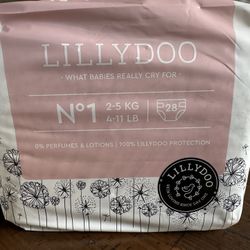 LILLYDOO
- WHAT BABIES REALLY CRY FOR -
Nº1
2-5 KG
4-11 LB
28
0% PERFUMES & LOTIONS | 100% LILLYDOO PROTECTION
LILLYDOO